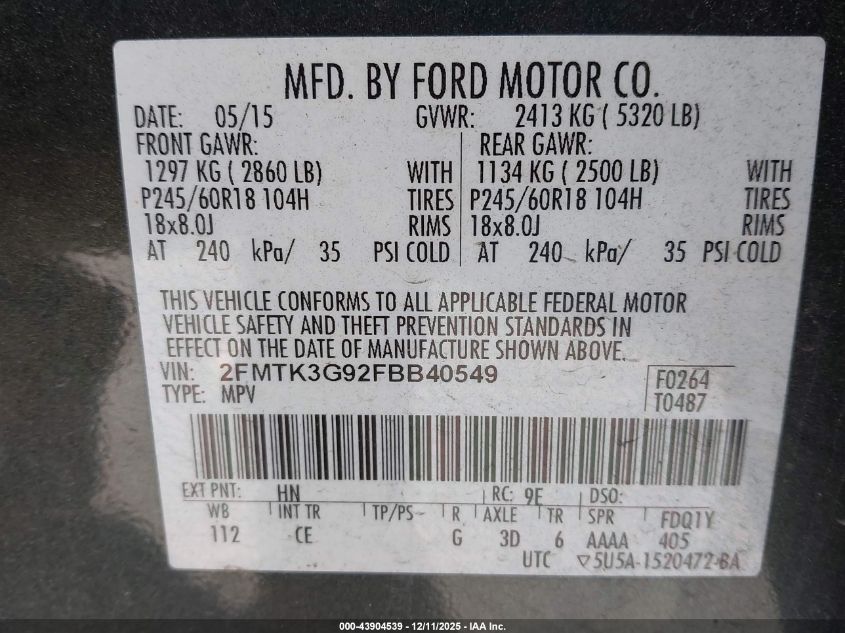 MFD. BY FORD MOTOR CO.
DATE: 05/15 GVWR: 2413 KG ( 5320 LB)
FRONT GAWR: REAR GAWR:
1297 KG ( 2860 LB) WITH 1134 KG ( 2500 LB) WITH
P245/60R18 104H TIRES P245/60R18 104H TIRES
18x8.0J RIMS 18x8.0J RIMS
AT 240 kPa/ 35 PSI COLD AT 240 kPa/ 35 PSI COLD
THIS VEHICLE CONFORMS TO ALL APPLICABLE FEDERAL MOTOR
VEHICLE SAFETY AND THEFT PREVENTION STANDARDS IN
EFFECT ON THE DATE OF MANUFACTURE SHOWN ABOVE.
VIN: 2FMTK3G92FBB40549 F0264
TYPE: MPV T0487
EXT PNT: HN RC: 9E DSO:
WB INT TR TP/PS R AXLE TR SPR FDQ1Y
112 CE G 3D 6 AAAA 405
UTC ▽5U5A-1520472-BA
000-43904539 - 12/11/2025 - IAA Inc.